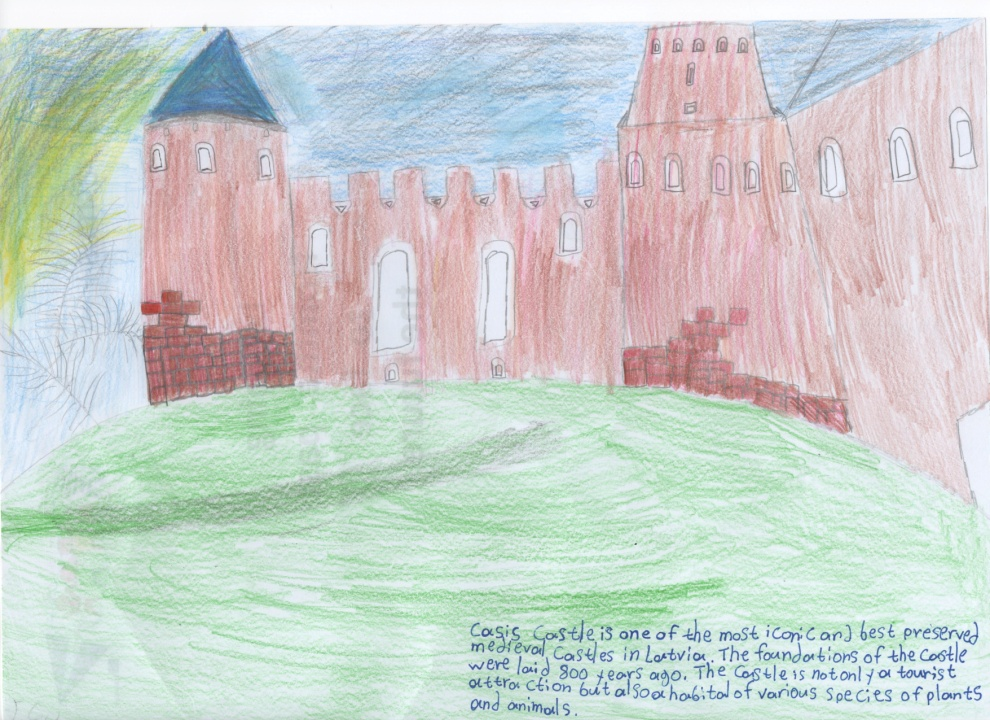 Casis Castle is one of the most iconic and best preserved
medieval Castles in Latvia. The foundations of the Castle
were laid 800 years ago. The Castle is not only a tourist
attraction but also a habital of various species of plants
and animals.